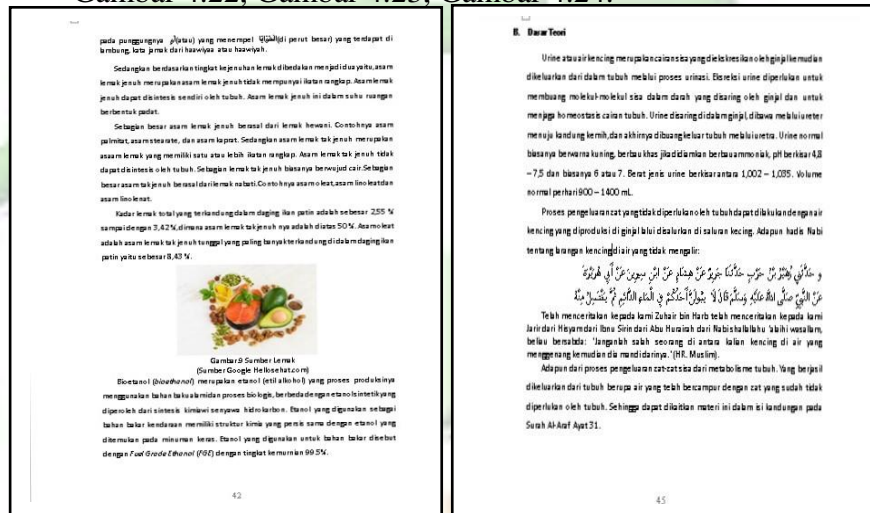 Gambar 4.22, Gambar 4.23, Gambar 4.24.
pada punggungnya أو(atau) yang menempel (di perut besar) yang terdapat di
lambung, kata jamak dari haawiyaa atau haawiyah.
Sedangkan berdasarkan tingkat kejenuhan lemak dibedakan menjadi dua yaitu, asam
lemak jenuh merupakan asam lemak jenuh tidak mempunyai ikatan rangkap. Asam lemak
jenuh dapat disintesis sendiri oleh tubuh. Asam lemak jenuh ini dalam suhu ruangan
berbentuk padat.
Sebagian besar asam lemak jenuh berasal dari lemak hewani. Contohnya asam
palmitat, asam stearate, dan asam kaprat. Sedangkan asam lemak tak jenuh merupakan
asaam lemak yang memiliki satu atau lebih ikatan rangkap. Asam lemak jenuh tidak
dapat disintesis oleh tubuh. Sebagian lemak tak jenuh biasanya berwujud cair. Sebagian
besar asam tak jenuh berasal dari lemak nabati. Contohnya asam oleat, asam linoleat dan
asam linolenat.
Kadar lemak total yang terkandung dalam daging ikan patin adalah sebesar 2,55 %
sampai dengan 3,42%, dimana asam lemak tak jenuh nya adalah diatas 50%. Asam oleat
adalah asam lemak tak jenuh tunggal yang paling banyak terkandung di dalam daging ikan
patin yaitu sebesar 8,43 %.
Gambar.9 Sumber Lemak
(Sumber Google Hellosehat.com)
Bioetanol (bioethanol) merupakan etanol (etil alkohol) yang proses produksinya
menggunakan bahan baku alami dan proses biologis, berbeda dengan etanol sintetik yang
diperoleh dari sintesis kimiawi senyawa hidrokarbon. Etanol yang digunakan sebagai
bahan bakar kendaraan memiliki struktur kimia yang persis sama dengan etanol yang
ditemukan pada minuman keras. Etanol yang digunakan untuk bahan bakar disebut
dengan Fuel Grade Ethanol (FGE) dengan tingkat kemurnian 99.5%.
42
B. Dasar Teori
Urine atau air kencing merupakan cairan sisa yang diekskresikan oleh ginjal kemudian
dikeluarkan dari dalam tubuh melalui proses urinasi. Eksresi urine diperlukan untuk
membuang molekul-molekul sisa dalam darah yang disaring oleh ginjal dan untuk
menjaga homeostasis cairan tubuh. Urine disaring di dalam ginjal, dibawa melalui ureter
menuju kandung kemih, dan akhirnya dibuang keluar tubuh melalui uretra. Urine normal
biasanya berwarna kuning, berbau khas jika didiamkan berbau ammoniak, pH berkisar 4,8
– 7,5 dan biasanya 6 atau 7. Berat jenis urine berkisar antara 1,002 – 1,035. Volume
normal perhari 900 – 1400 mL.
Proses pengeluaran zat yang tidak diperlukan oleh tubuh dapat dilakukan dengan air
kencing yang diproduksi di ginjal lalu disalurkan di saluran kecing. Adapun hadis Nabi
tentang larangan kencing di air yang tidak mengalir:
و حَدَّثَنِي زُهَيْرُ بْنُ حَرْبٍ حَدَّثَنَا جَرِيرٌ عَنْ هِشَامٍ عَنْ ابْنِ سِيرِينَ عَنْ أَبِي هُرَيْرَةَ
عَنْ النَّبِيِّ صَلَّى اللَّهُ عَلَيْهِ وَسَلَّمَ قَالَ لَا يَبُولَنَّ أَحَدُكُمْ فِي الْمَاءِ الدَّائِمِ ثُمَّ يَغْتَسِلُ مِنْهُ
Telah menceritakan kepada kami Zuhair bin Harb telah menceritakan kepada kami
Jarir dari Hisyam dari Ibnu Sirin dari Abu Hurairah dari Nabi shallallahu 'alaihi wasallam,
beliau bersabda: 'Janganlah salah seorang di antara kalian kencing di air yang
menggenang kemudian dia mandi darinya.'(HR. Muslim).
Adapun dari proses pengeluaran zat-zat sisa dari metabolisme tubuh. Yang berjasil
dikeluarkan dari tubuh berupa air yang telah bercampur dengan zat yang sudah tidak
diperlukan oleh tubuh. Sehingga dapat dikaitkan materi ini dalam isi kandungan pada
Surah Al-Araf Ayat 31.
45